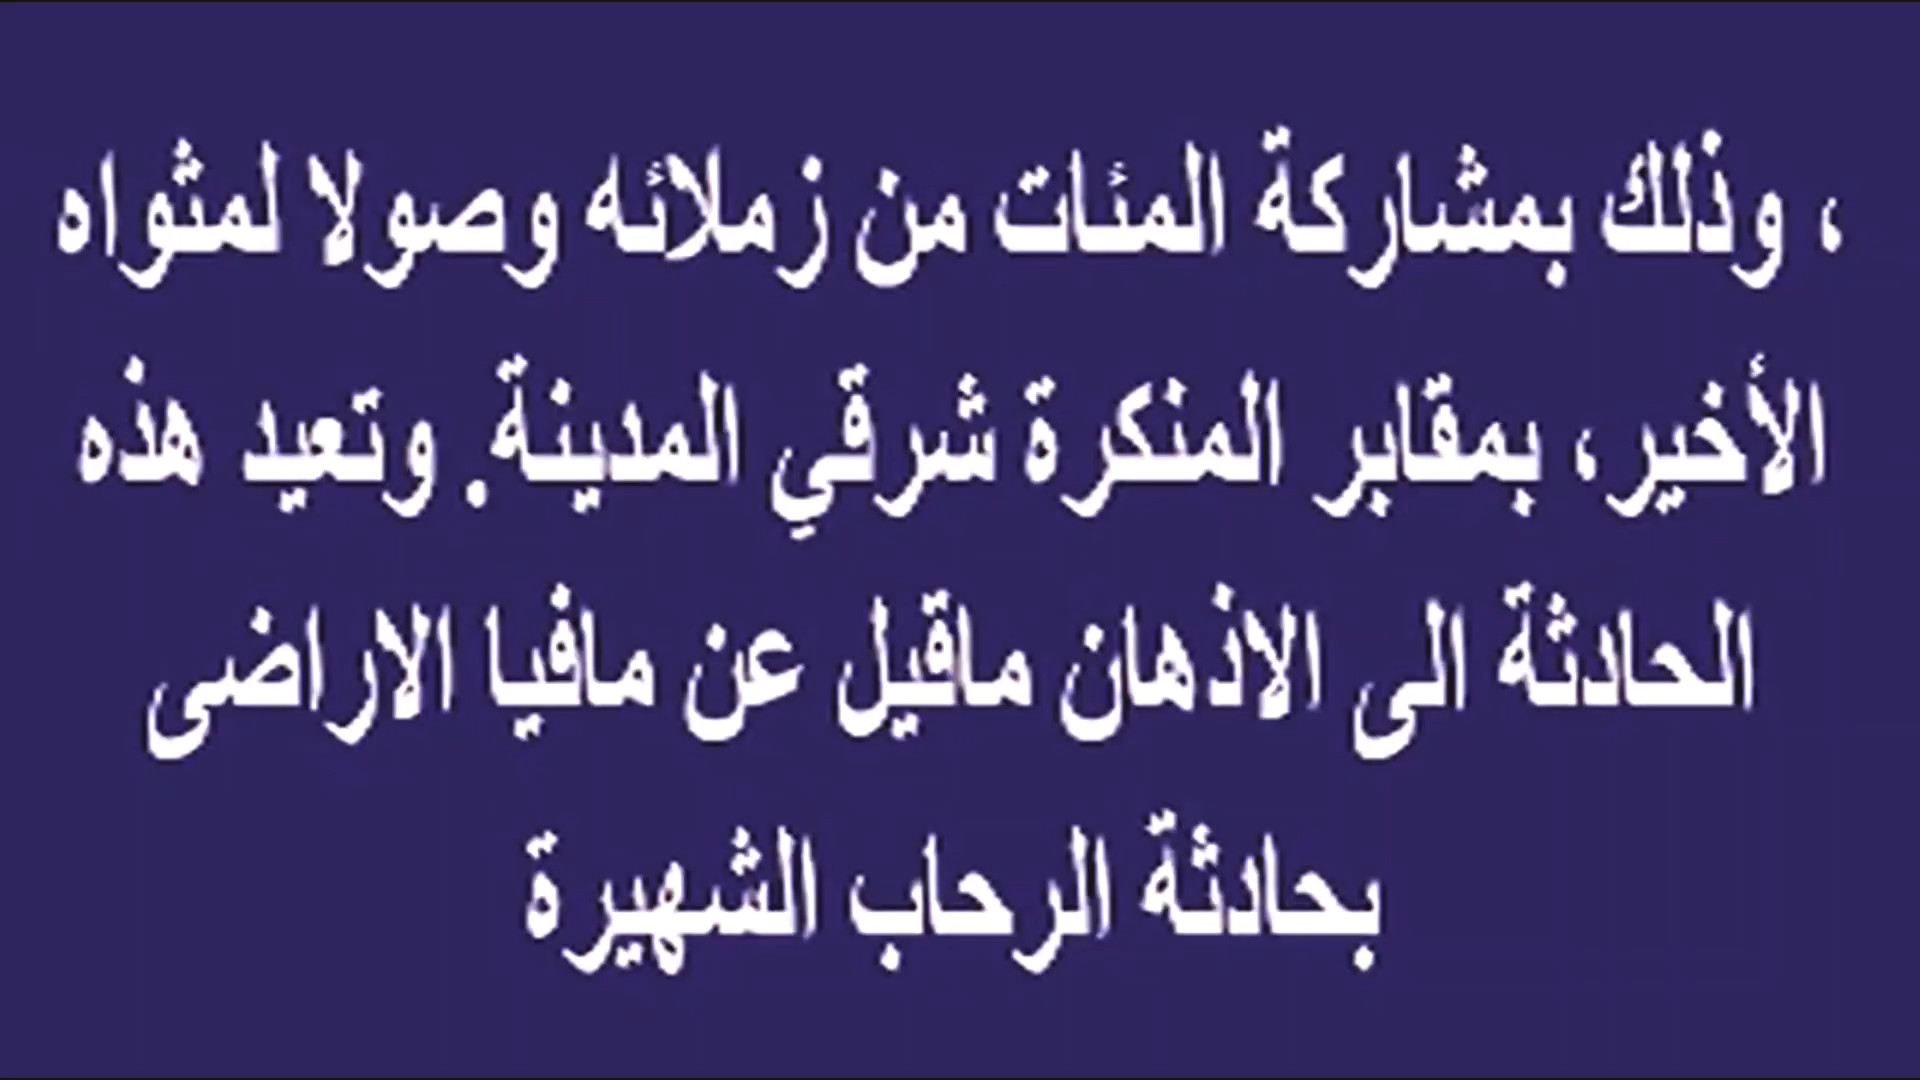 ، وذلك بمشاركة المئات من زملائه وصولا لمثواه
الأخير، بمقابر المنكرة شرقي المدينة. وتعيد هذه
الحادثة الى الاذهان ماقيل عن مافيا الاراضى
بحادثة الرحاب الشهيرة